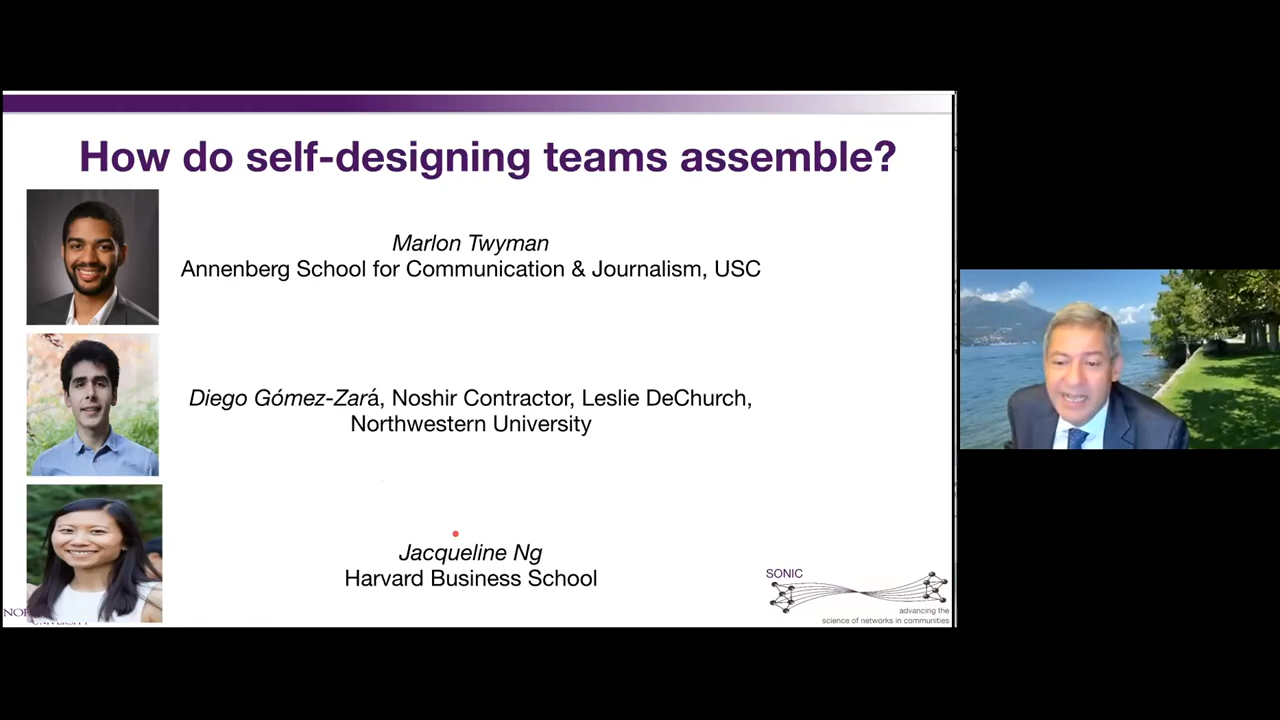 How do self-designing teams assemble?
Marlon Twyman
Annenberg School for Communication & Journalism, USC
Diego Gómez-Zará, Noshir Contractor, Leslie DeChurch,
Northwestern University
Jacqueline Ng
Harvard Business School
SONIC
advancing the
science of networks in communities